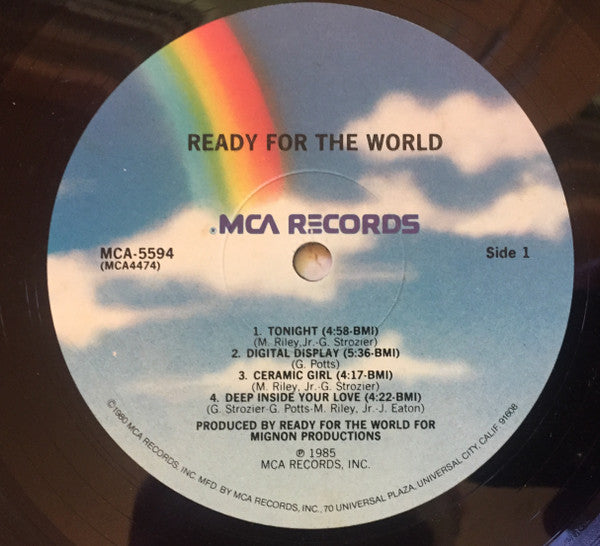 READY FOR THE WORLD
MCA RECORDS
MCA-5594
(MCA4474)
Side 1
1. TONIGHT (4:58-BMI)
(M. Riley, Jr.-G. Strozier)
2. DIGITAL DISPLAY (5:36-BMI)
(G. Potts)
3. CERAMIC GIRL (4:17-BMI)
(M. Riley, Jr.-G. Strozier)
4. DEEP INSIDE YOUR LOVE (4:22-BMI)
(G. Strozier-G. Potts-M. Riley, Jr.-J. Eaton)
PRODUCED BY READY FOR THE WORLD FOR
MIGNON PRODUCTIONS
℗ 1985
MCA RECORDS, INC.
©1980 MCA RECORDS, INC. MFD. BY MCA RECORDS, INC., 70 UNIVERSAL PLAZA, UNIVERSAL CITY, CALIF. 91608